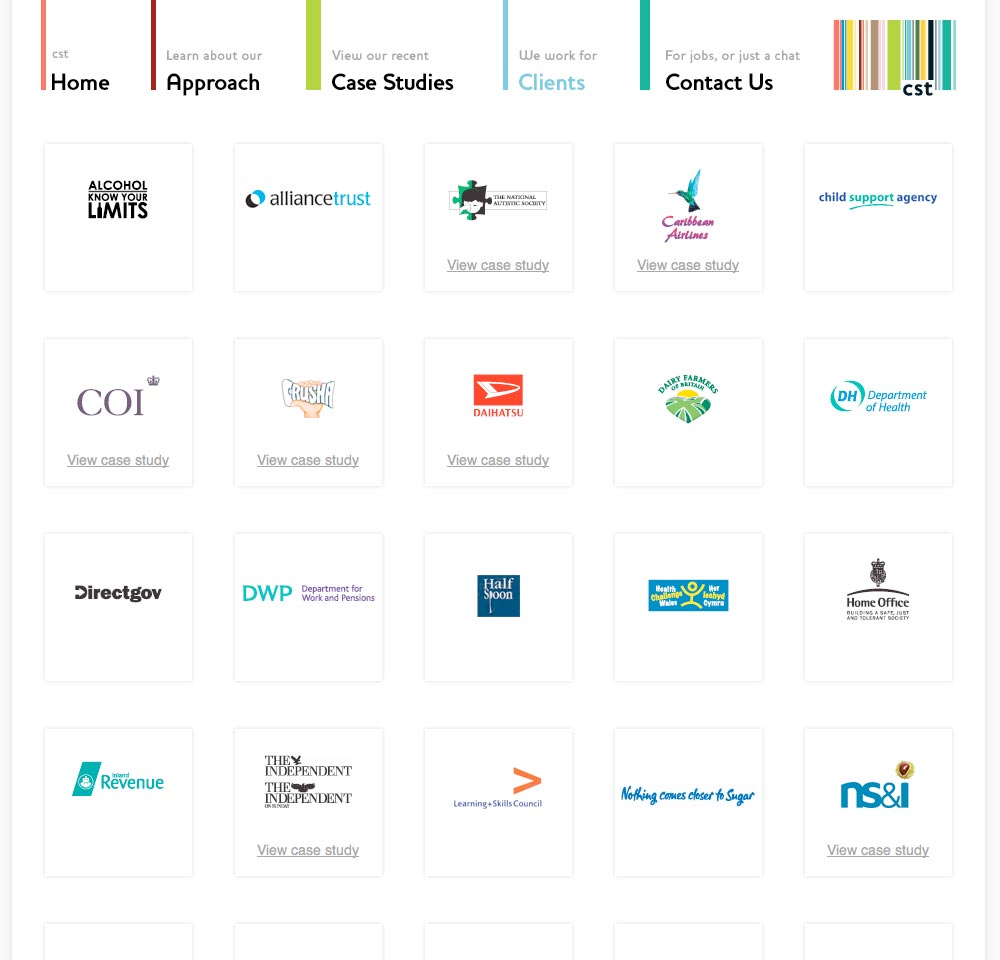 cst
Home
Learn about our
Approach
View our recent
Case Studies
We work for
Clients
For jobs, or just a chat
Contact Us
cst
ALCOHOL
KNOW YOUR
LIMITS
alliancetrust
THE NATIONAL
AUTISTIC SOCIETY
View case study
Caribbean
Airlines
View case study
child support agency
COI
View case study
CRUSHA
View case study
DAIHATSU
View case study
DAIRY FARMERS
OF BRITAIN
DH Department
of Health
Directgov
DWP Department for
Work and Pensions
Half
Spoon
Health
Challenge
Wales
Her
Iechyd
Cymru
Home Office
BUILDING A SAFE, JUST
AND TOLERANT SOCIETY
Inland
Revenue
THE
INDEPENDENT
THE
INDEPENDENT
ON SUNDAY
View case study
Learning+Skills Council
Nothing comes closer to Sugar
ns&i
View case study